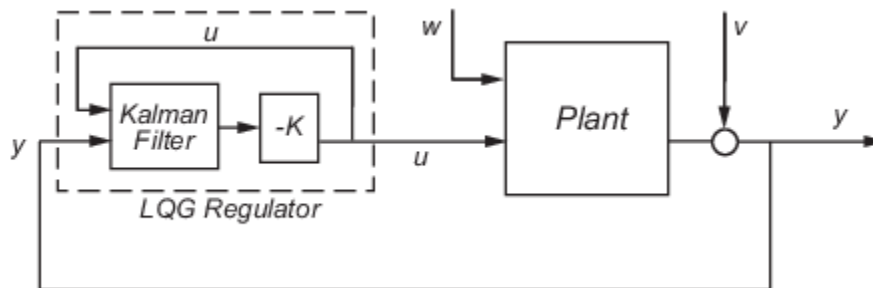 u
w
v
Kalman
Filter
-K
Plant
y
y
u
LQG Regulator